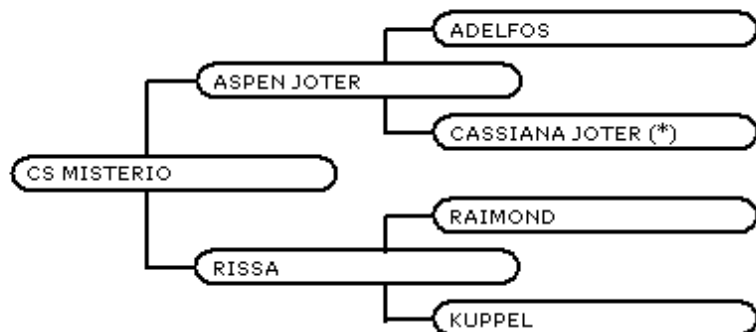 ADELFOS
ASPEN JOTER
CASSIANA JOTER (*)
CS MISTERIO
RAIMOND
RISSA
KUPPEL